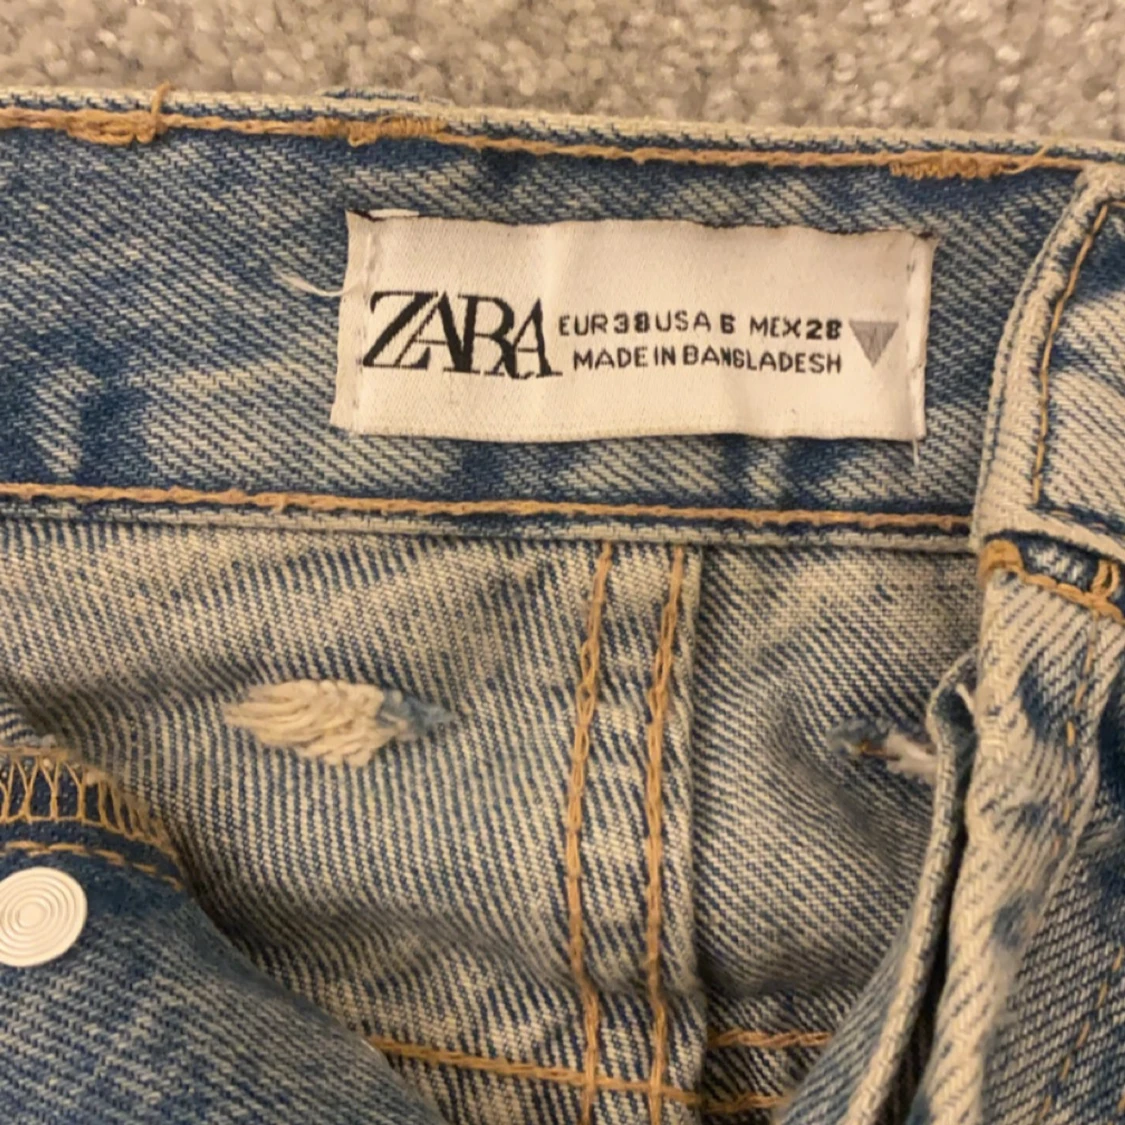 ZARA
EUR 38 USA 6 MEX 28
MADE IN BANGLADESH